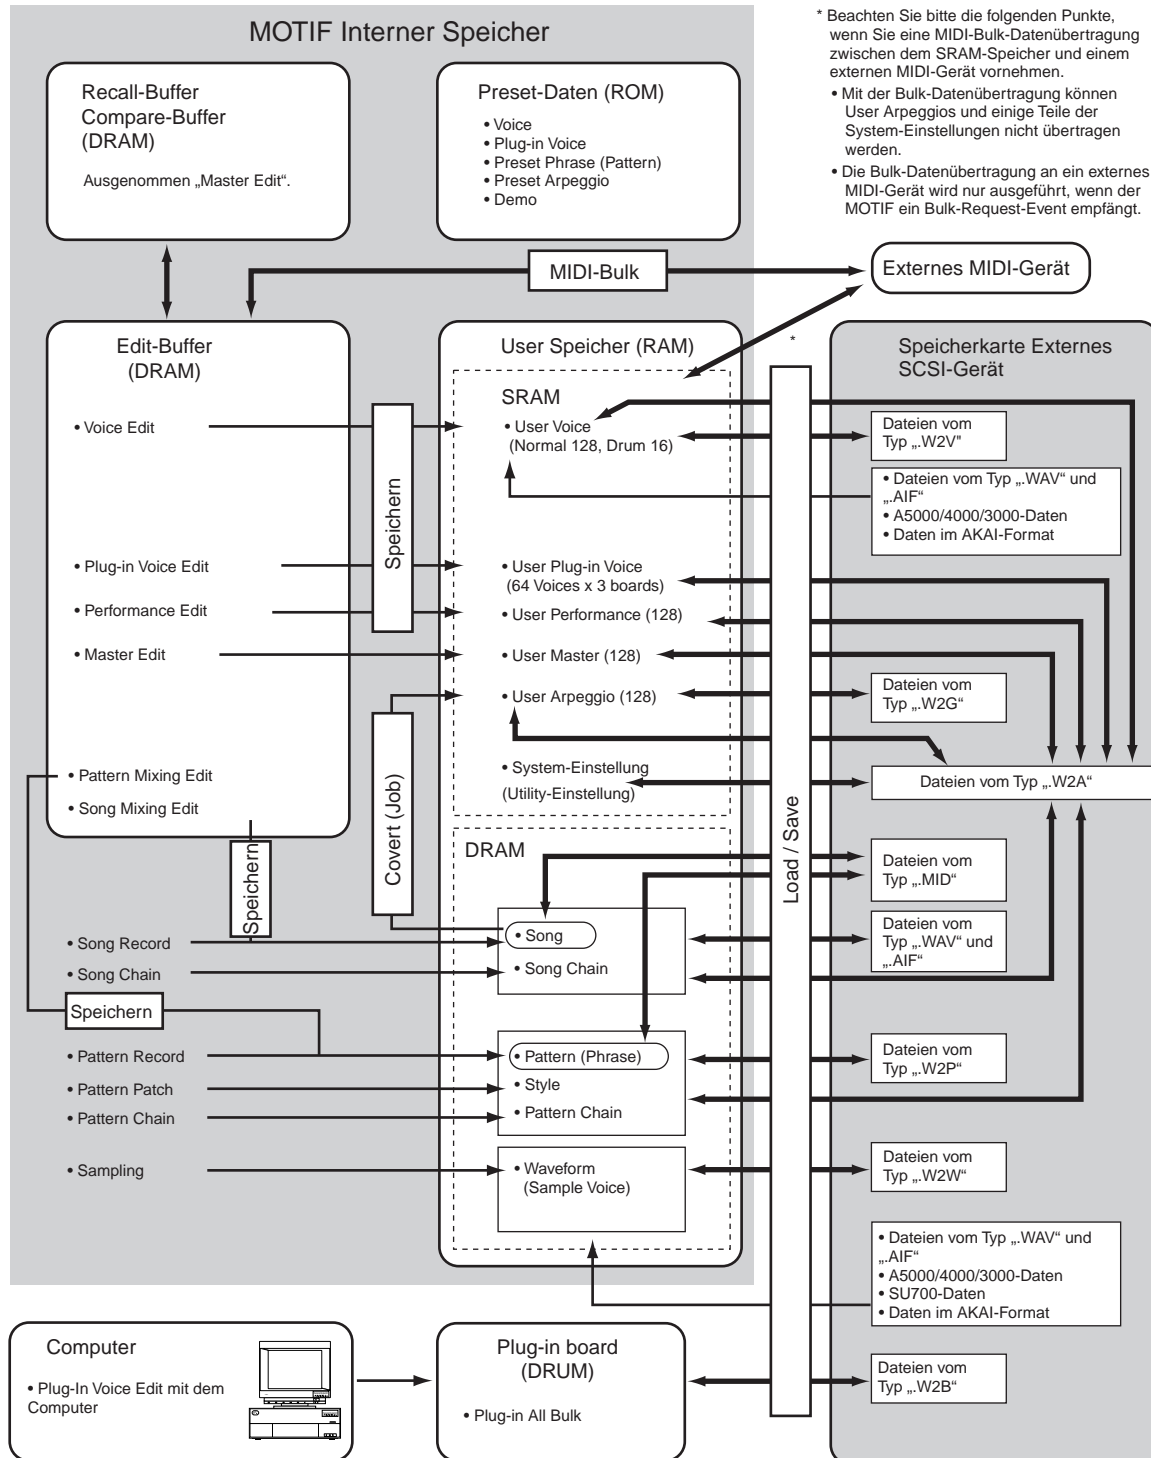 MOTIF Interner Speicher
* Beachten Sie bitte die folgenden Punkte,
wenn Sie eine MIDI-Bulk-Datenübertragung
zwischen dem SRAM-Speicher und einem
externen MIDI-Gerät vornehmen.
• Mit der Bulk-Datenübertragung können
User Arpeggios und einige Teile der
System-Einstellungen nicht übertragen
werden.
• Die Bulk-Datenübertragung an ein externes
MIDI-Gerät wird nur ausgeführt, wenn der
MOTIF ein Bulk-Request-Event empfängt.
Recall-Buffer
Compare-Buffer
(DRAM)
Ausgenommen „Master Edit“.
Preset-Daten (ROM)
• Voice
• Plug-in Voice
• Preset Phrase (Pattern)
• Preset Arpeggio
• Demo
MIDI-Bulk
Externes MIDI-Gerät
*
Edit-Buffer
(DRAM)
• Voice Edit
• Plug-in Voice Edit
• Performance Edit
• Master Edit
• Pattern Mixing Edit
• Song Mixing Edit
Speichern
Covert (Job)
Speichern
• Song Record
• Song Chain
Speichern
• Pattern Record
• Pattern Patch
• Pattern Chain
• Sampling
User Speicher (RAM)
SRAM
• User Voice
(Normal 128, Drum 16)
• User Plug-in Voice
(64 Voices x 3 boards)
• User Performance (128)
• User Master (128)
• User Arpeggio (128)
• System-Einstellung
(Utility-Einstellung)
DRAM
• Song
• Song Chain
• Pattern (Phrase)
• Style
• Pattern Chain
• Waveform
(Sample Voice)
Load / Save
Speicherkarte Externes
SCSI-Gerät
Dateien vom
Typ „.W2V"
• Dateien vom Typ „.WAV“ und
„.AIF“
• A5000/4000/3000-Daten
• Daten im AKAI-Format
Dateien vom
Typ „.W2G“
Dateien vom Typ „.W2A“
Dateien vom
Typ „.MID“
Dateien vom
Typ „.WAV“ und
„.AIF“
Dateien vom
Typ „.W2P“
Dateien vom
Typ „.W2W“
• Dateien vom Typ „.WAV“ und
„.AIF“
• A5000/4000/3000-Daten
• SU700-Daten
• Daten im AKAI-Format
Dateien vom
Typ „.W2B“
Computer
• Plug-In Voice Edit mit dem
Computer
Plug-in board
(DRUM)
• Plug-in All Bulk